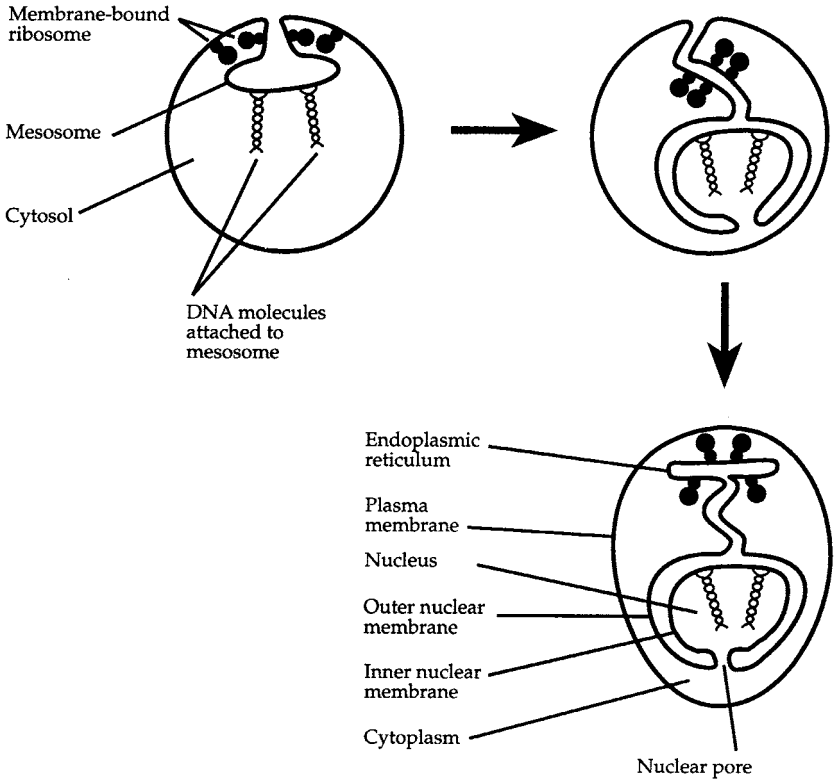 Membrane-bound
ribosome
Mesosome
Cytosol
DNA molecules
attached to
mesosome
Endoplasmic
reticulum
Plasma
membrane
Nucleus
Outer nuclear
membrane
Inner nuclear
membrane
Cytoplasm
Nuclear pore